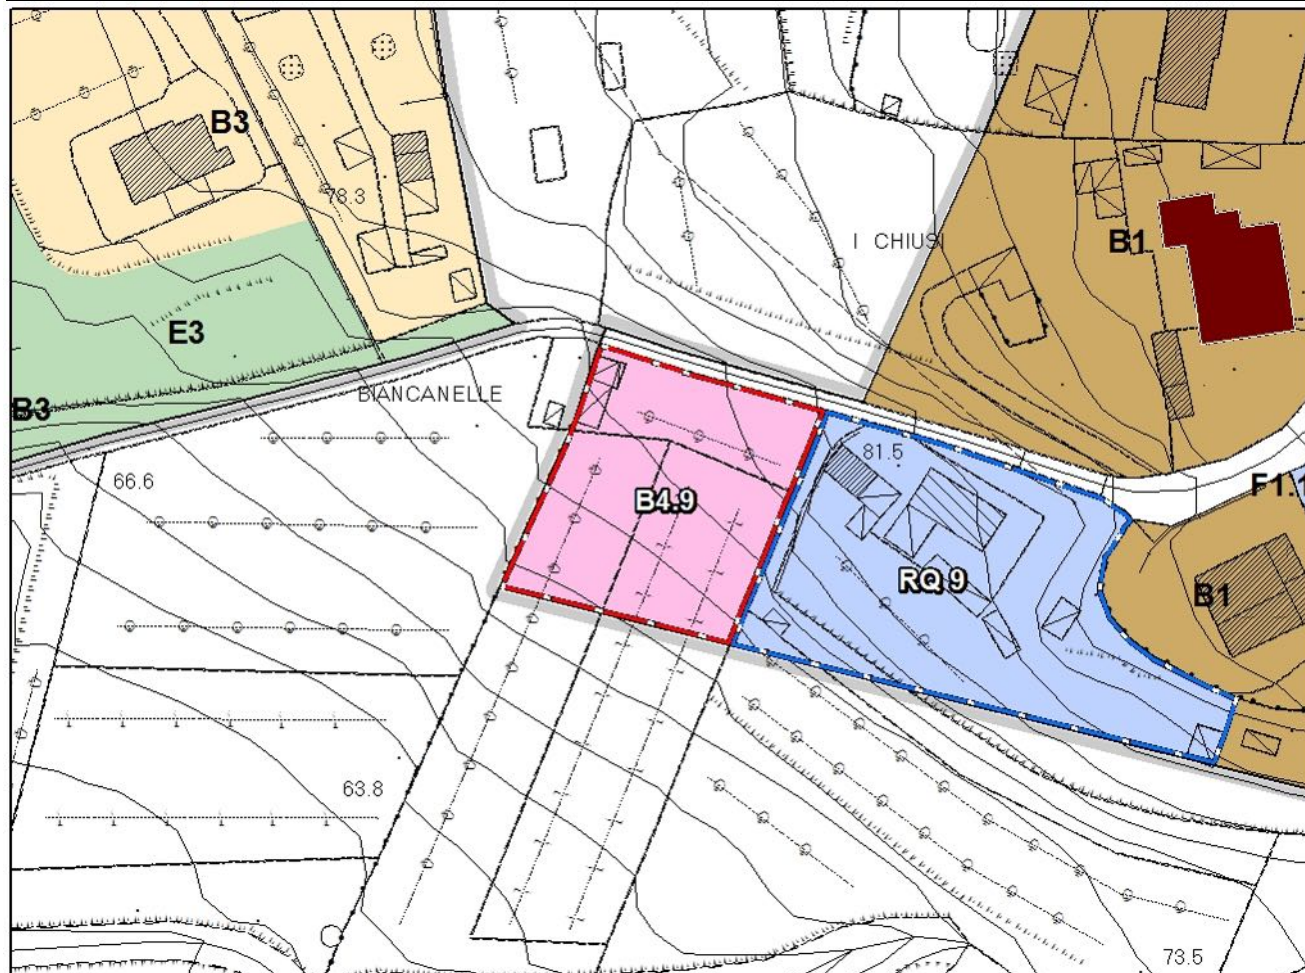 B3
78.3
I CHIUSI
B1
E3
BIANCANELLE
B3
81.5
66.6
F1.1
B4.9
RQ 9
B1
63.8
73.5